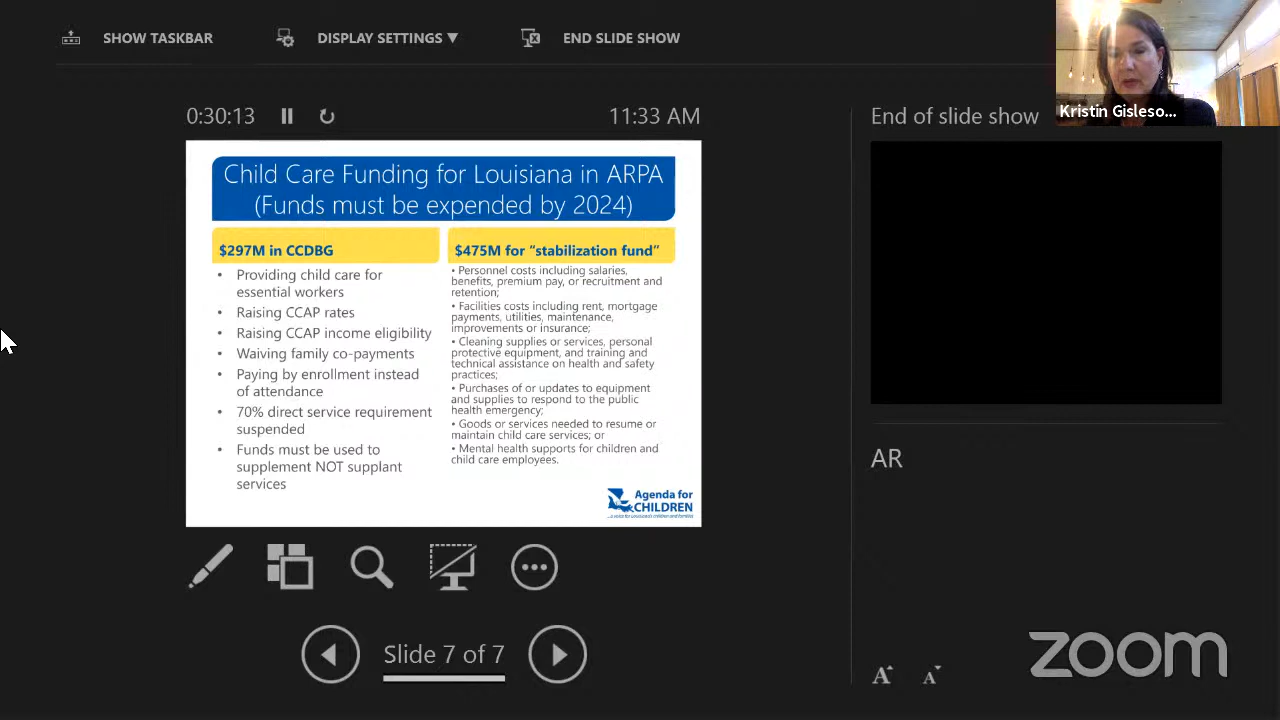 SHOW TASKBAR
DISPLAY SETTINGS ▼
END SLIDE SHOW
Kristin Gisleso...
0:30:13
11:33 AM
End of slide show
Child Care Funding for Louisiana in ARPA
(Funds must be expended by 2024)
$297M in CCDBG
• Providing child care for
essential workers
• Raising CCAP rates
• Raising CCAP income eligibility
• Waiving family co-payments
• Paying by enrollment instead
of attendance
• 70% direct service requirement
suspended
• Funds must be used to
supplement NOT supplant
services
$475M for “stabilization fund”
• Personnel costs including salaries,
benefits, premium pay, or recruitment and
retention;
• Facilities costs including rent, mortgage
payments, utilities, maintenance,
improvements or insurance;
• Cleaning supplies or services, personal
protective equipment, and training and
technical assistance on health and safety
practices;
• Purchases of or updates to equipment
and supplies to respond to the public
health emergency;
• Goods or services needed to resume or
maintain child care services; or
• Mental health supports for children and
child care employees.
Agenda for
CHILDREN
...a voice for Louisiana's children and families
AR
Slide 7 of 7
A A
zoom